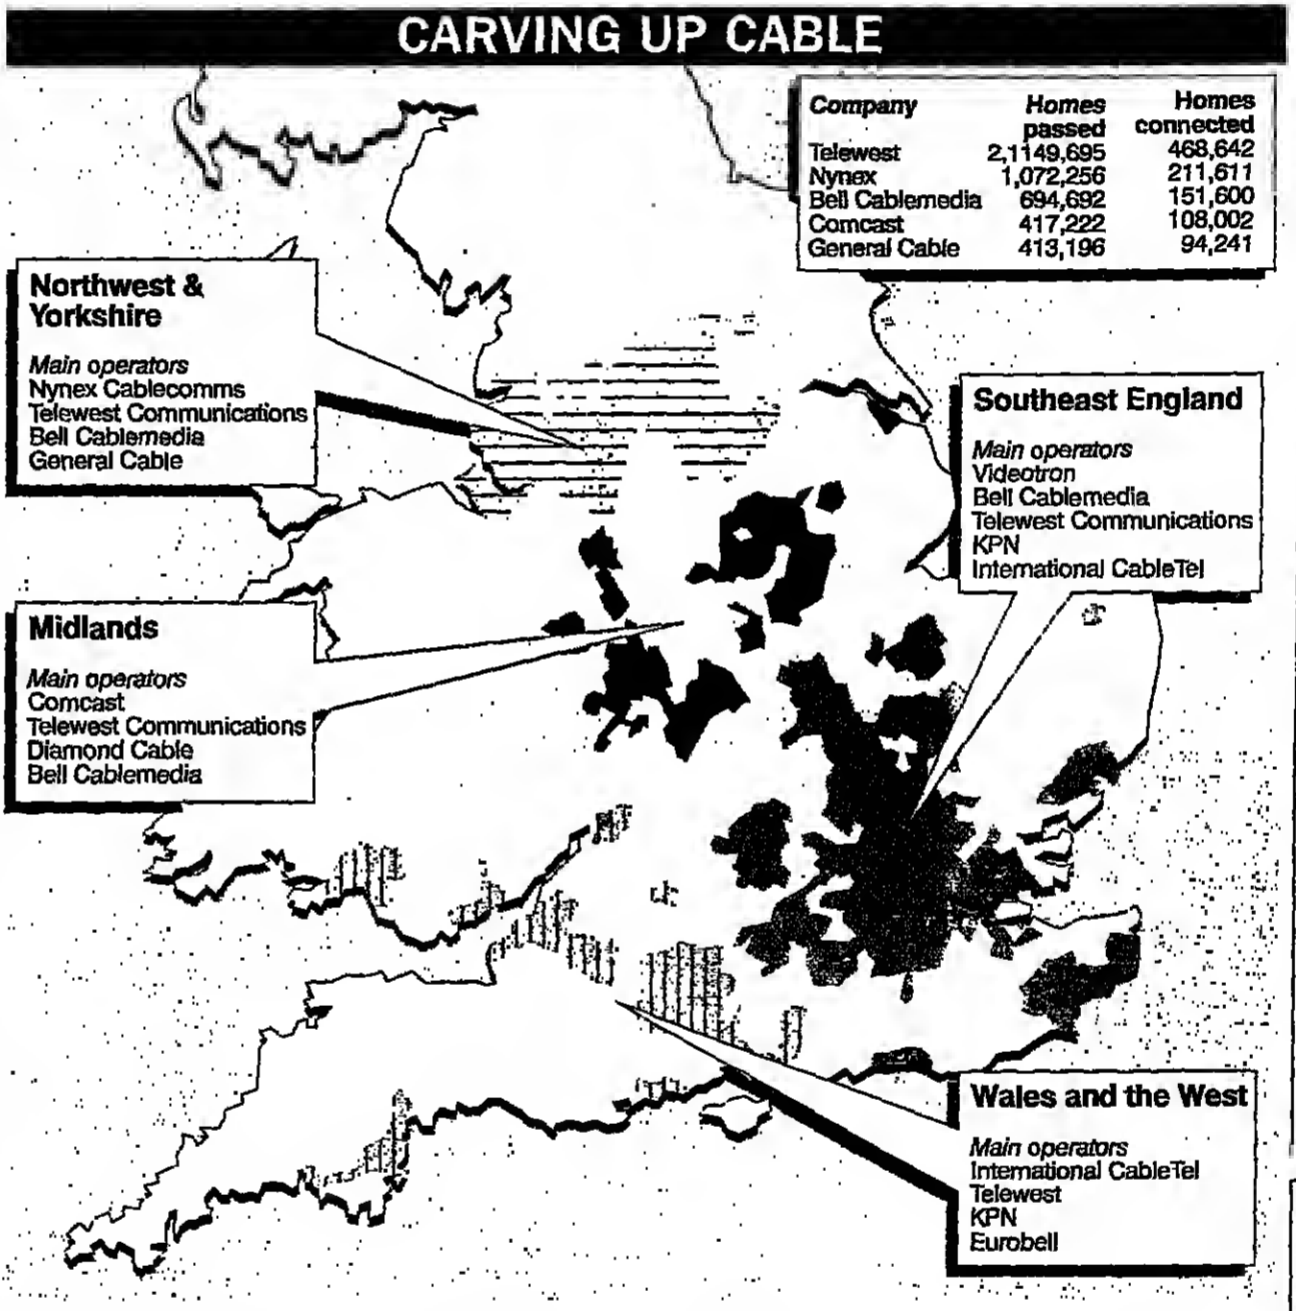 CARVING UP CABLE
Company Homes passed Homes connected
Telewest 2,1149,695 468,642
Nynex 1,072,256 211,611
Bell Cablemedia 694,692 151,600
Comcast 417,222 108,002
General Cable 413,196 94,241
Northwest &
Yorkshire
Main operators
Nynex Cablecomms
Telewest Communications
Bell Cablemedia
General Cable
Southeast England
Main operators
Videotron
Bell Cablemedia
Telewest Communications
KPN
International CableTel
Midlands
Main operators
Comcast
Telewest Communications
Diamond Cable
Bell Cablemedia
Wales and the West
Main operators
International CableTel
Telewest
KPN
Eurobell